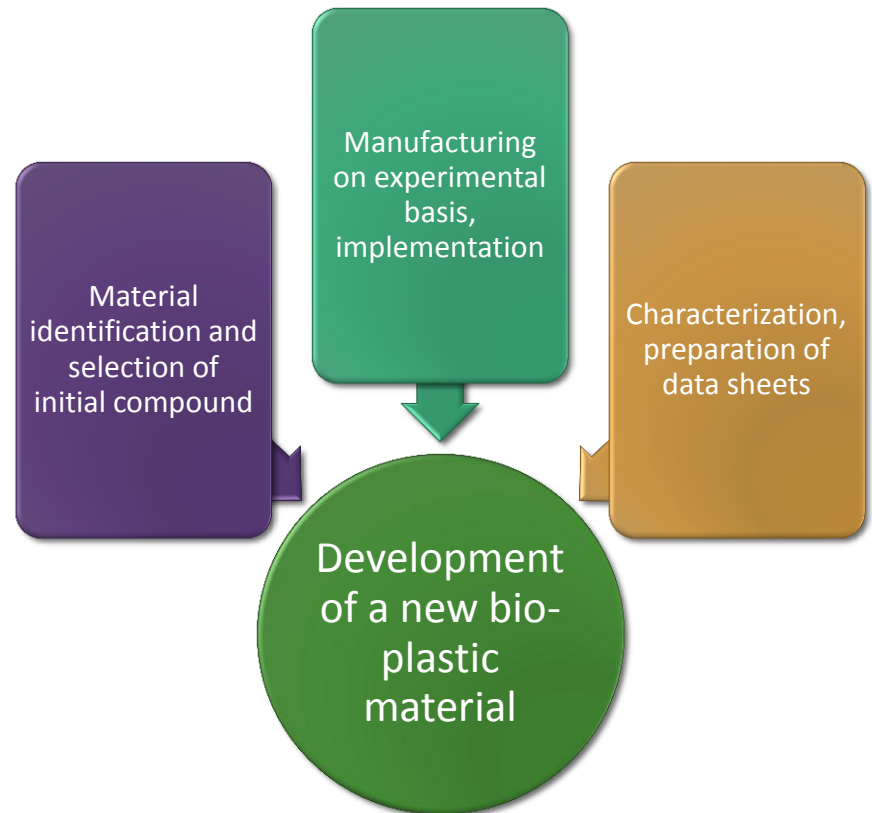 Material
identification and
selection of
initial compound
Manufacturing
on experimental
basis,
implementation
Characterization,
preparation of
data sheets
Development
of a new bio-
plastic
material